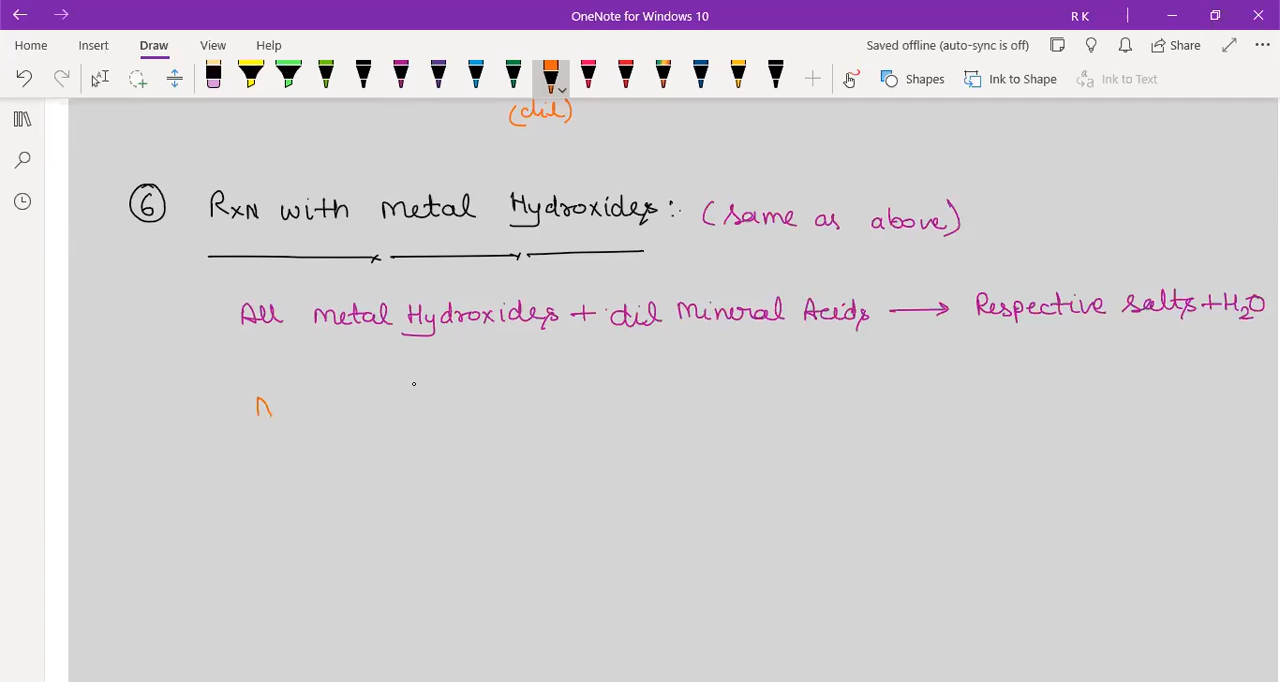 OneNote for Windows 10
R K
Home Insert Draw View Help
Saved offline (auto-sync is off) Share
Shapes Ink to Shape Ink to Text
(dil)
6 RxN with Metal Hydroxides :- (same as above)
All Metal Hydroxides + dil Mineral Acids → Respective salts + H2O